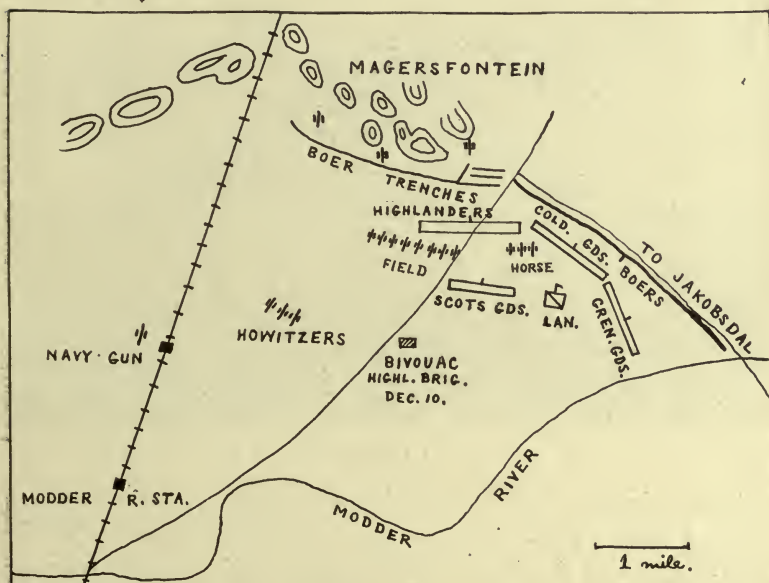 MAGERSFONTEIN
BOER TRENCHES
HIGHLANDERS
COLD. GDS.
BOERS
TO JAKOBSDAL
FIELD
HORSE
SCOTS GDS.
LAN.
GREN. GDS.
HOWITZERS
NAVY-GUN
BIVOUAC
HIGHL. BRIG.
DEC. 10.
MODDER R. STA.
MODDER RIVER
1 mile.